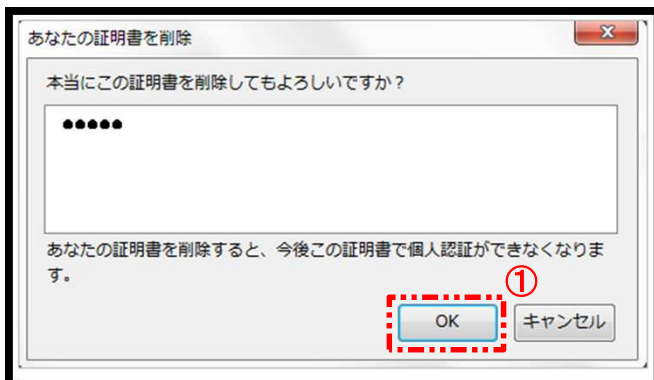 あなたの証明書を削除
本当にこの証明書を削除してもよろしいですか？
●●●●●
あなたの証明書を削除すると、今後この証明書で個人認証ができなくなりま
す。
①
OK キャンセル